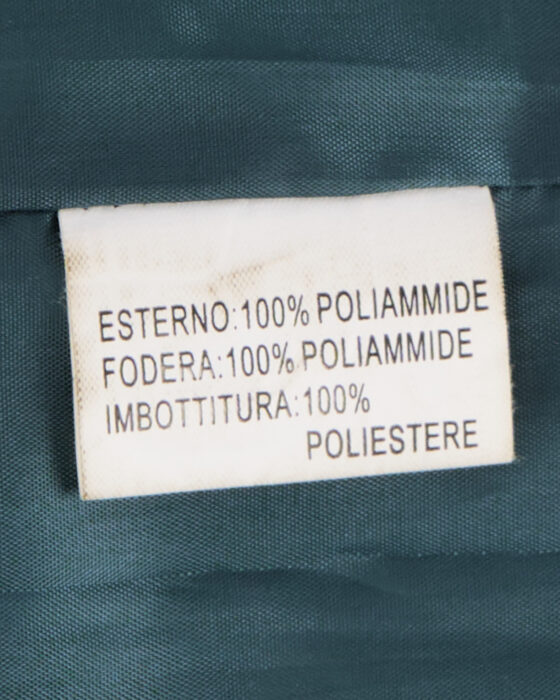 ESTERNO:100% POLIAMMIDE
FODERA:100% POLIAMMIDE
IMBOTTITURA:100%
POLIESTERE